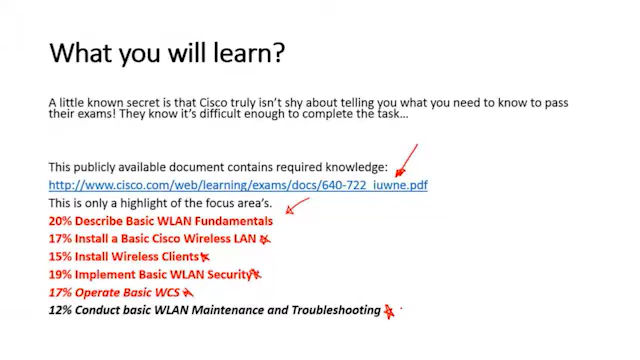 What you will learn?
A little known secret is that Cisco truly isn't shy about telling you what you need to know to pass
their exams! They know it's difficult enough to complete the task...
This publicly available document contains required knowledge:
http://www.cisco.com/web/learning/exams/docs/640-722_iuwne.pdf
This is only a highlight of the focus area's.
20% Describe Basic WLAN Fundamentals
17% Install a Basic Cisco Wireless LAN
15% Install Wireless Clients
19% Implement Basic WLAN Security
17% Operate Basic WCS
12% Conduct basic WLAN Maintenance and Troubleshooting